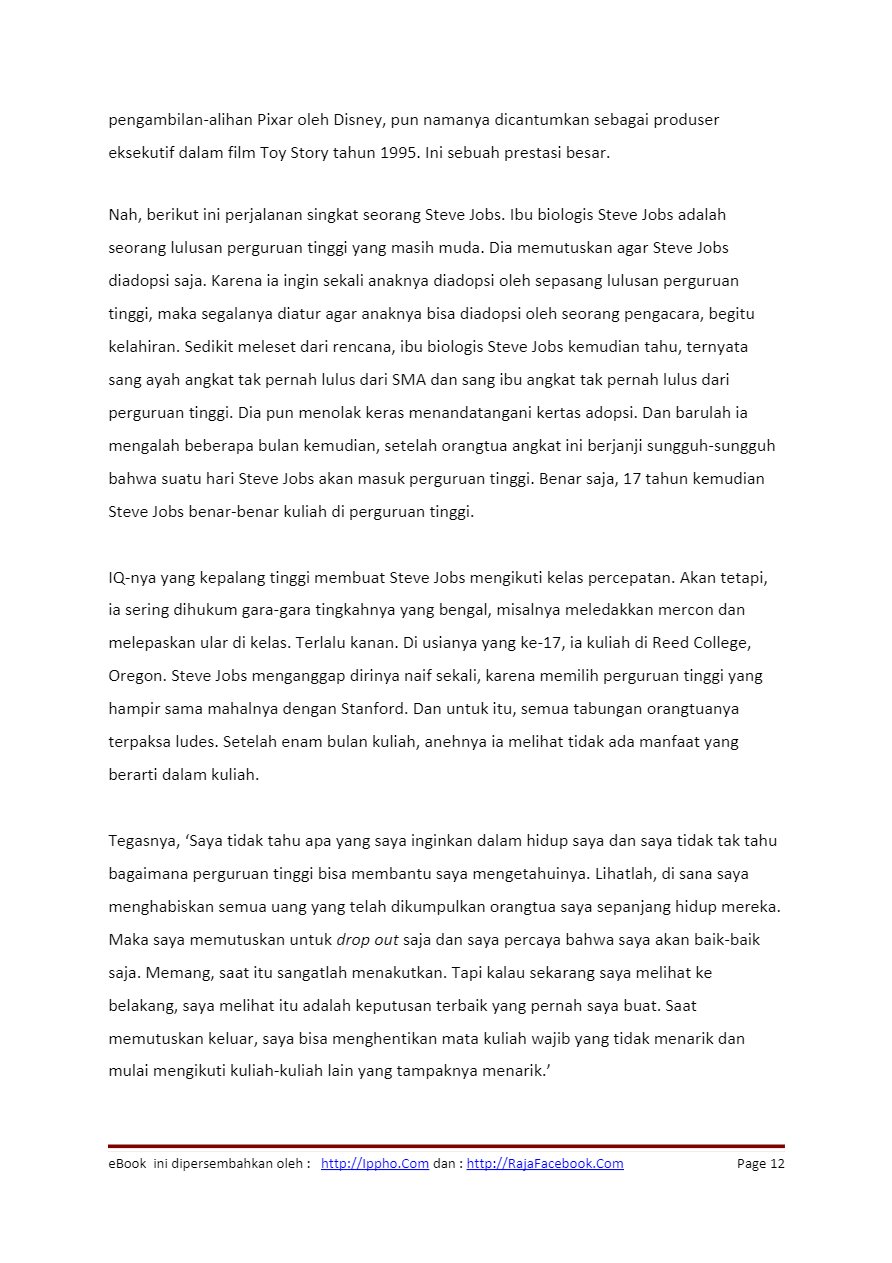 pengambilan-alihan Pixar oleh Disney, pun namanya dicantumkan sebagai produser
eksekutif dalam film Toy Story tahun 1995. Ini sebuah prestasi besar.
Nah, berikut ini perjalanan singkat seorang Steve Jobs. Ibu biologis Steve Jobs adalah
seorang lulusan perguruan tinggi yang masih muda. Dia memutuskan agar Steve Jobs
diadopsi saja. Karena ia ingin sekali anaknya diadopsi oleh sepasang lulusan perguruan
tinggi, maka segalanya diatur agar anaknya bisa diadopsi oleh seorang pengacara, begitu
kelahiran. Sedikit meleset dari rencana, ibu biologis Steve Jobs kemudian tahu, ternyata
sang ayah angkat tak pernah lulus dari SMA dan sang ibu angkat tak pernah lulus dari
perguruan tinggi. Dia pun menolak keras menandatangani kertas adopsi. Dan barulah ia
mengalah beberapa bulan kemudian, setelah orangtua angkat ini berjanji sungguh-sungguh
bahwa suatu hari Steve Jobs akan masuk perguruan tinggi. Benar saja, 17 tahun kemudian
Steve Jobs benar-benar kuliah di perguruan tinggi.
IQ-nya yang kepalang tinggi membuat Steve Jobs mengikuti kelas percepatan. Akan tetapi,
ia sering dihukum gara-gara tingkahnya yang bengal, misalnya meledakkan mercon dan
melepaskan ular di kelas. Terlalu kanan. Di usianya yang ke-17, ia kuliah di Reed College,
Oregon. Steve Jobs menganggap dirinya naif sekali, karena memilih perguruan tinggi yang
hampir sama mahalnya dengan Stanford. Dan untuk itu, semua tabungan orangtuanya
terpaksa ludes. Setelah enam bulan kuliah, anehnya ia melihat tidak ada manfaat yang
berarti dalam kuliah.
Tegasnya, ‘Saya tidak tahu apa yang saya inginkan dalam hidup saya dan saya tidak tak tahu
bagaimana perguruan tinggi bisa membantu saya mengetahuinya. Lihatlah, di sana saya
menghabiskan semua uang yang telah dikumpulkan orangtua saya sepanjang hidup mereka.
Maka saya memutuskan untuk drop out saja dan saya percaya bahwa saya akan baik-baik
saja. Memang, saat itu sangatlah menakutkan. Tapi kalau sekarang saya melihat ke
belakang, saya melihat itu adalah keputusan terbaik yang pernah saya buat. Saat
memutuskan keluar, saya bisa menghentikan mata kuliah wajib yang tidak menarik dan
mulai mengikuti kuliah-kuliah lain yang tampaknya menarik.’
eBook ini dipersembahkan oleh : http://Ippho.Com dan : http://RajaFacebook.Com Page 12